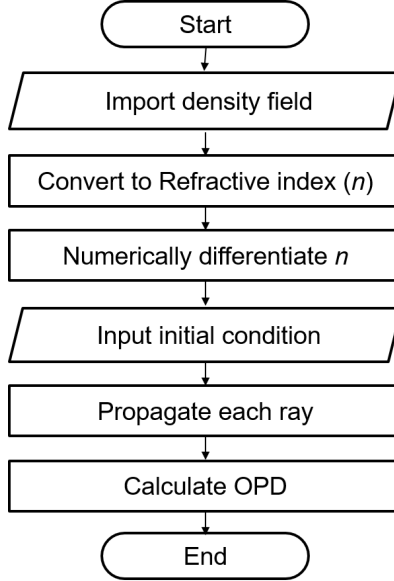 Start
Import density field
Convert to Refractive index (n)
Numerically differentiate n
Input initial condition
Propagate each ray
Calculate OPD
End